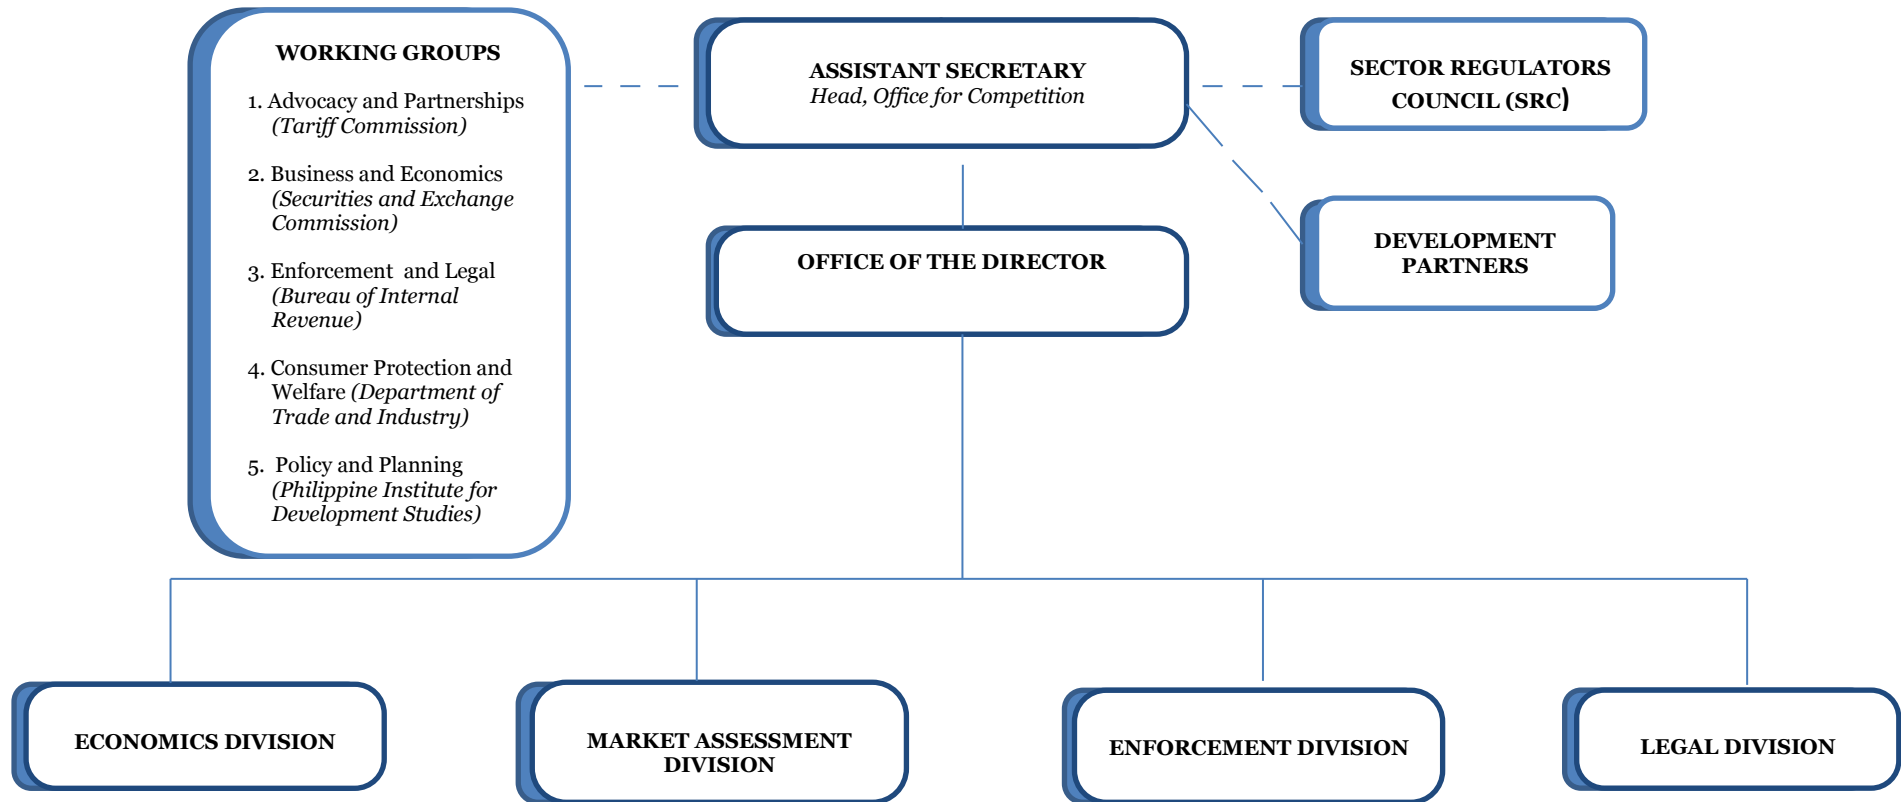 WORKING GROUPS
1. Advocacy and Partnerships
(Tariff Commission)
2. Business and Economics
(Securities and Exchange
Commission)
3. Enforcement  and Legal
(Bureau of Internal
Revenue)
4. Consumer Protection and
Welfare (Department of
Trade and Industry)
5.  Policy and Planning
(Philippine Institute for
Development Studies)
ASSISTANT SECRETARY
Head, Office for Competition
SECTOR REGULATORS
COUNCIL (SRC)
OFFICE OF THE DIRECTOR
DEVELOPMENT
PARTNERS
ECONOMICS DIVISION
MARKET ASSESSMENT
DIVISION
ENFORCEMENT DIVISION
LEGAL DIVISION